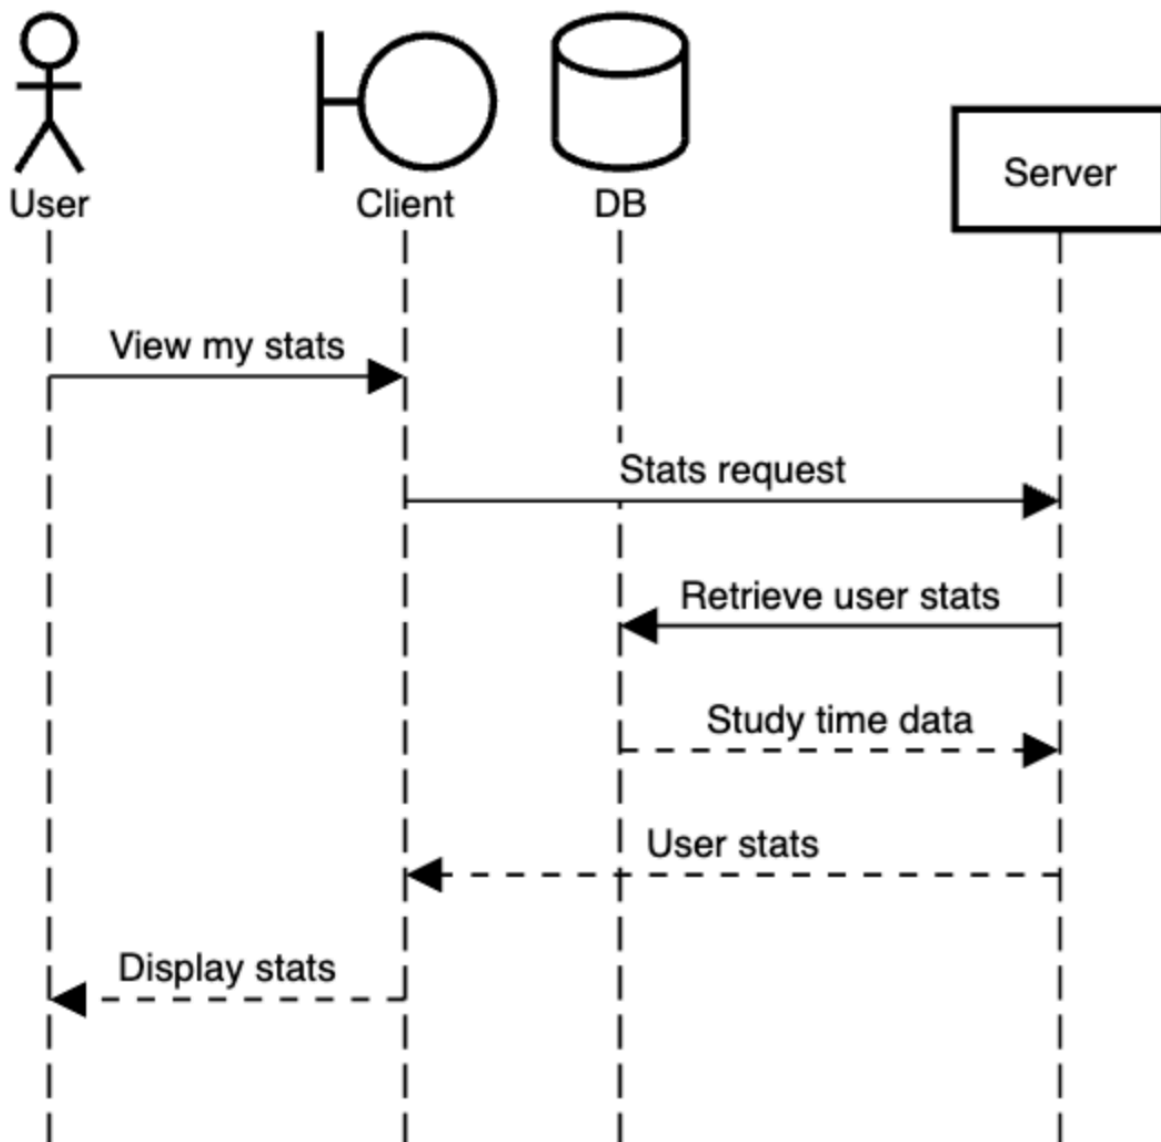 User
Client
DB
Server
View my stats
Stats request
Retrieve user stats
Study time data
User stats
Display stats